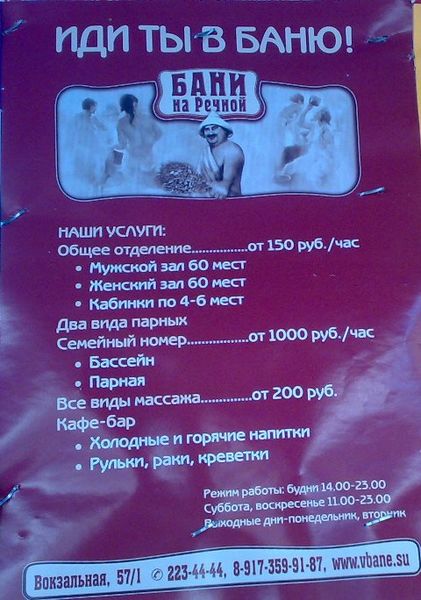 ИДИ ТЫ В БАНЮ!
БАНИ
на Речной
НАШИ УСЛУГИ:
Общее отделение................от 150 руб./час
• Мужской зал 60 мест
• Женский зал 60 мест
• Кабинки по 4-6 мест
Два вида парных
Семейный номер.................от 1000 руб./час
• Бассейн
• Парная
Все виды массажа..............от 200 руб.
Кафе-бар
• Холодные и горячие напитки
• Рульки, раки, креветки
Режим работы: будни 14.00-23.00
Суббота, воскресенье 11.00-23.00
Выходные дни-понедельник, вторник
Вокзальная, 57/1 ✆ 223-44-44, 8-917-359-91-87, www.vbane.su